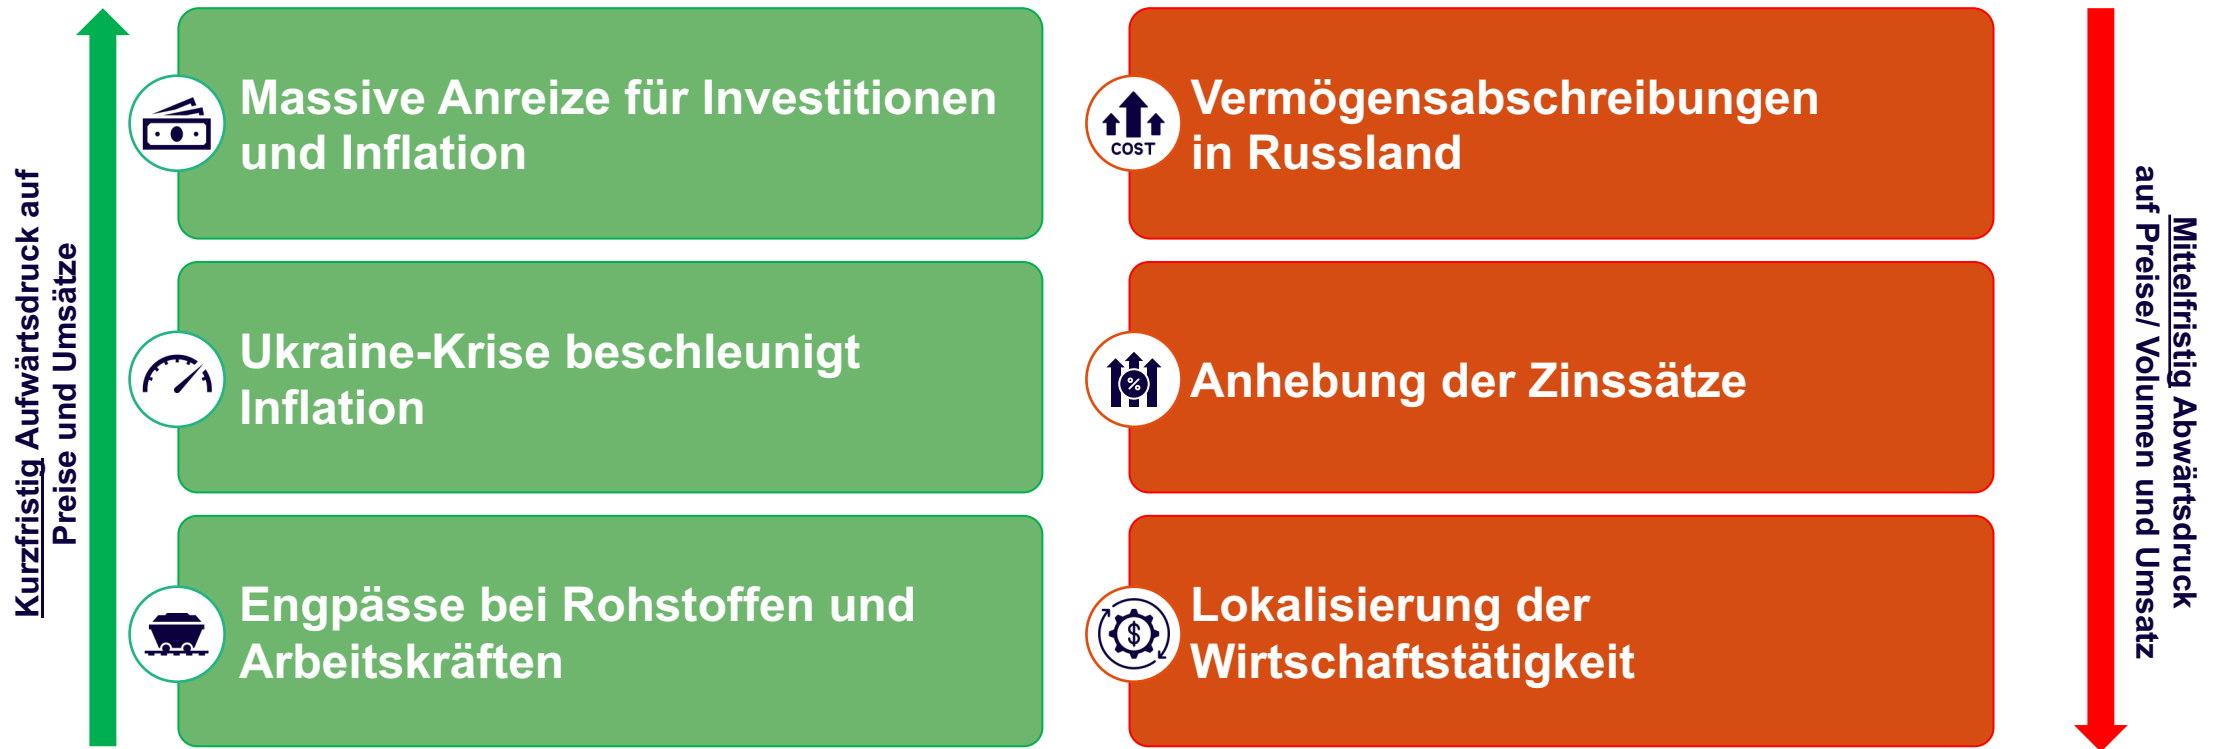 Kurzfristig Aufwärtsdruck auf
Preise und Umsätze
Massive Anreize für Investitionen
und Inflation
Ukraine-Krise beschleunigt
Inflation
Engpässe bei Rohstoffen und
Arbeitskräften
COST
Vermögensabschreibungen
in Russland
%
Anhebung der Zinssätze
$
Lokalisierung der
Wirtschaftstätigkeit
Mittelfristig Abwärtsdruck
auf Preise/ Volumen und Umsatz